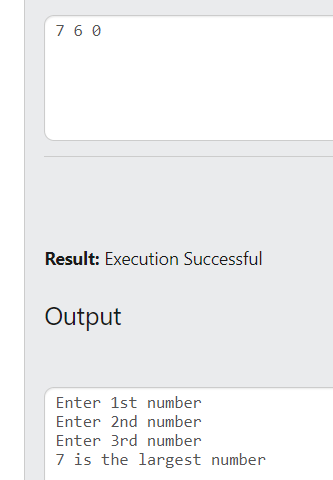 7 6 0
Result: Execution Successful
Output
Enter 1st number
Enter 2nd number
Enter 3rd number
7 is the largest number